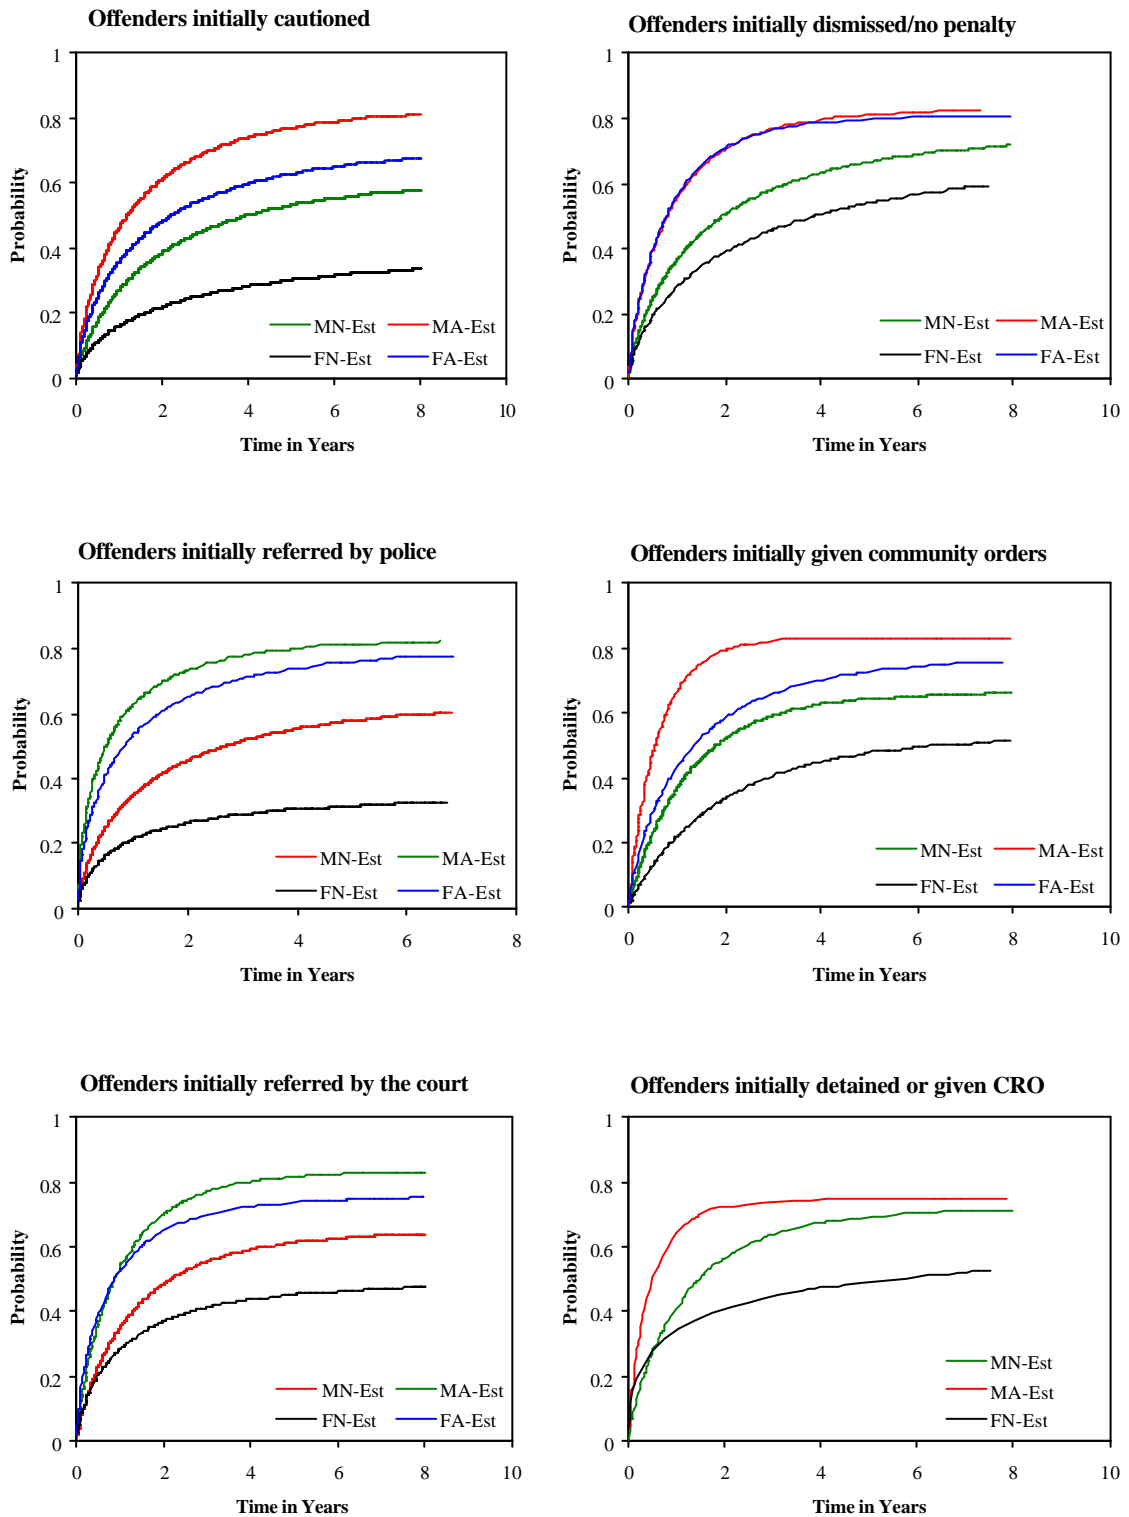 Offenders initially cautioned
1
0.8
0.6
0.4
0.2
0
Probability
MN-Est MA-Est
FN-Est FA-Est
0 2 4 6 8 10
Time in Years
Offenders initially dismissed/no penalty
1
0.8
0.6
0.4
0.2
0
Probability
MN-Est MA-Est
FN-Est FA-Est
0 2 4 6 8 10
Time in Years
Offenders initially referred by police
1
0.8
0.6
0.4
0.2
0
Probability
MN-Est MA-Est
FN-Est FA-Est
0 2 4 6 8
Time in Years
Offenders initially given community orders
1
0.8
0.6
0.4
0.2
0
Probbaility
MN-Est MA-Est
FN-Est FA-Est
0 2 4 6 8 10
Time in Years
Offenders initially referred by the court
1
0.8
0.6
0.4
0.2
0
Probability
MN-Est MA-Est
FN-Est FA-Est
0 2 4 6 8 10
Time in Years
Offenders initially detained or given CRO
1
0.8
0.6
0.4
0.2
0
Probability
MN-Est
MA-Est
FN-Est
0 2 4 6 8 10
Time in Years